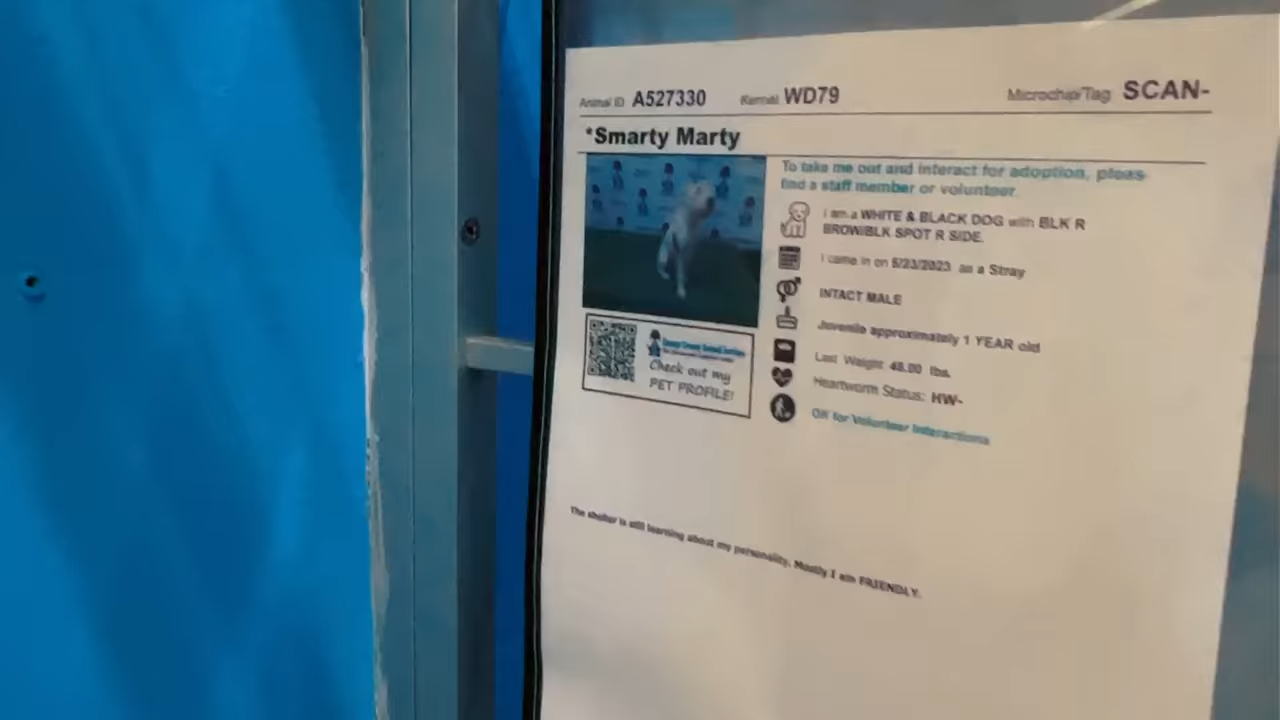 Animal ID A527330 Kennel WD79 Microchip/Tag SCAN-
*Smarty Marty
To take me out and interact for adoption, pleas
find a staff member or volunteer.
I am a WHITE & BLACK DOG with BLK R
BROW/BLK SPOT R SIDE.
I came in on 5/23/2023 as a Stray
INTACT MALE
Juvenile approximately 1 YEAR old
Last Weight 48.00 lbs.
Heartworm Status: HW-
OK for Volunteer Interactions
Check out my
PET PROFILE!
The shelter is still learning about my personality. Mostly I am FRIENDLY.